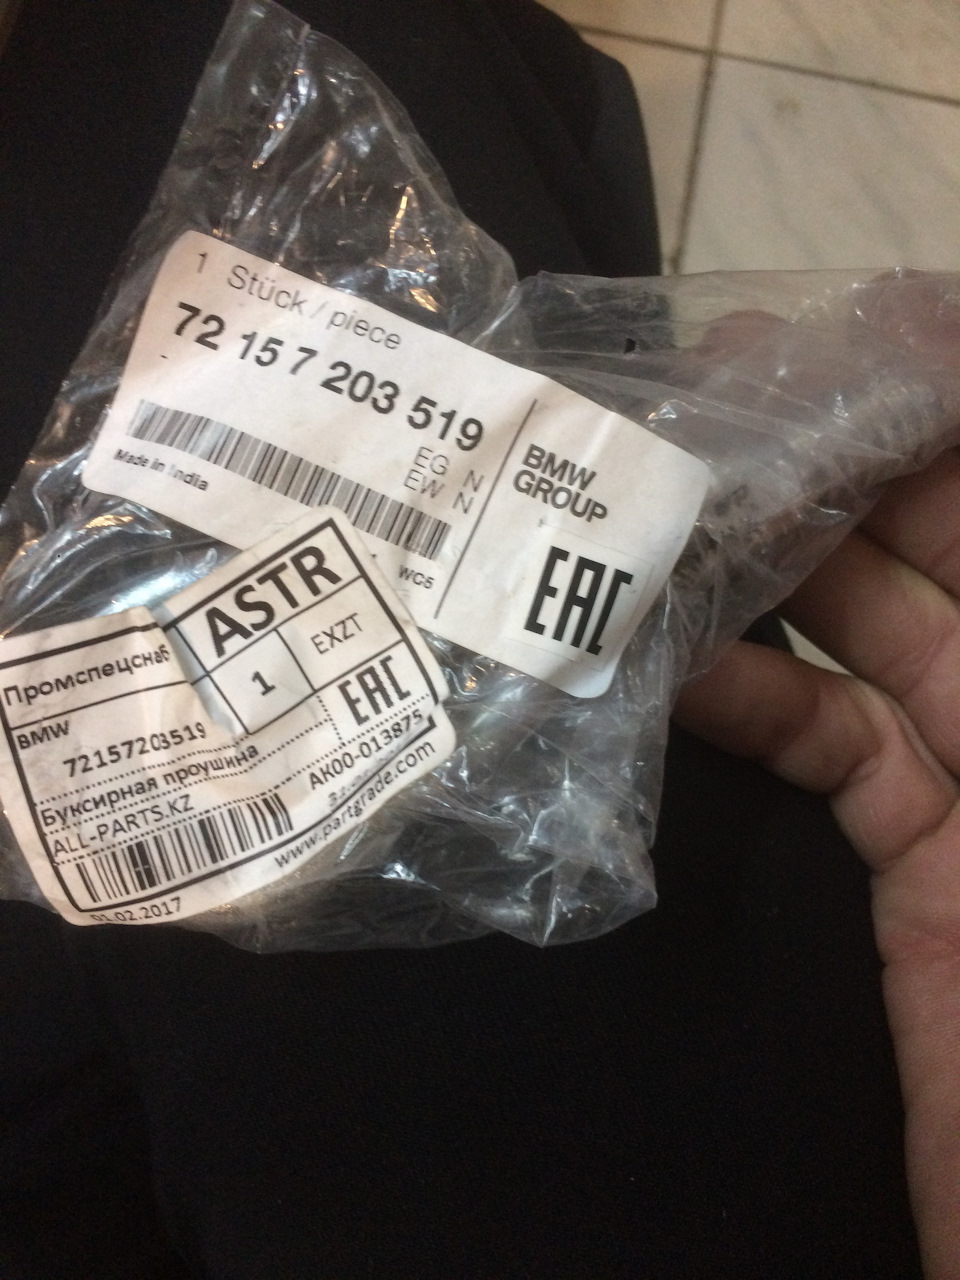 1 Stück / piece
72 15 7 203 519
EG N
EW N
Made in India
WC5
BMW
GROUP
EAC
ASTR
Промспецснаб
1
EXZT
BMW
EAC
72157203519
Буксирная проушина
AK00-013875
ALL-PARTS.KZ
www.partgrade.com
01.02.2017